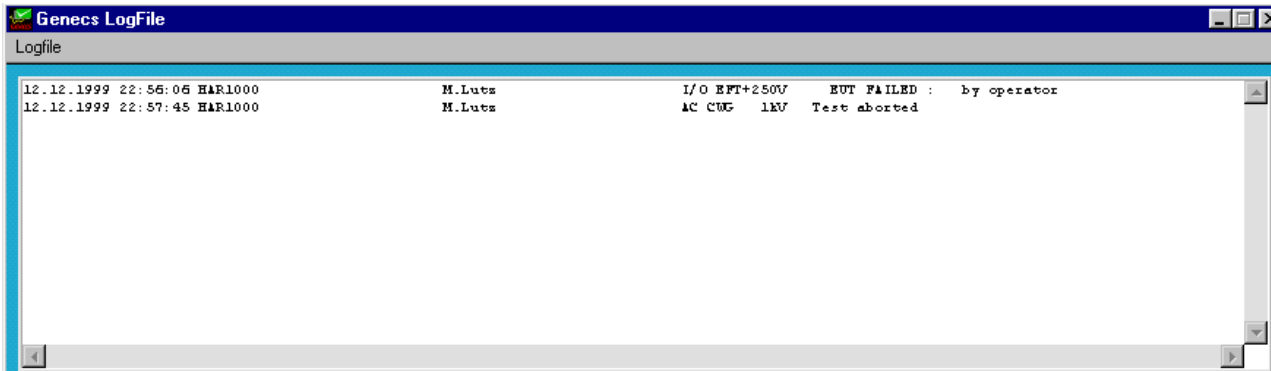 Genecs LogFile
Logfile
12.12.1999 22:56:06 HAR1000 M.Lutz I/O EFT+250V EUT FAILED : by operator
12.12.1999 22:57:45 HAR1000 M.Lutz AC CWG 1kV Test aborted